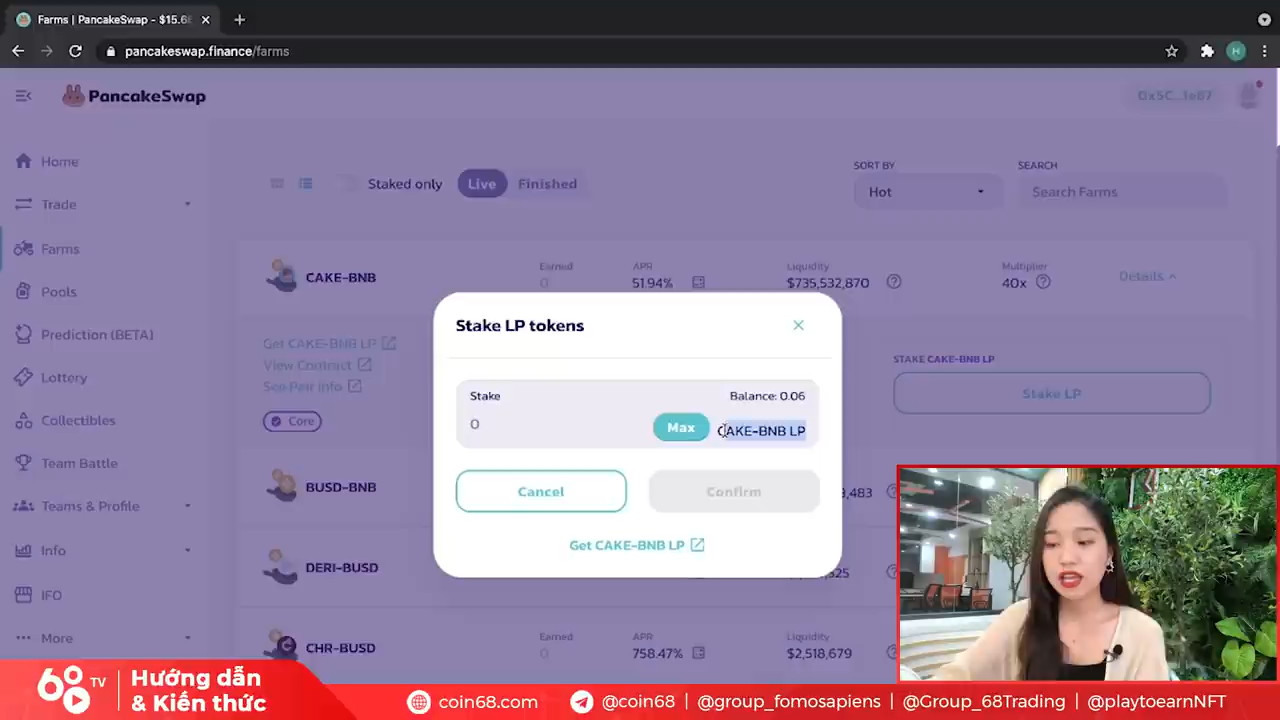 Farms | PancakeSwap - $15.68
pancakeswap.finance/farms
PancakeSwap
0x5C...1e87
Home
Trade
Farms
Pools
Prediction (BETA)
Lottery
Collectibles
Team Battle
Teams & Profile
Info
IFO
More
Staked only
Live
Finished
SORT BY
Hot
SEARCH
Search Farms
CAKE-BNB
Earned
0
APR
51.94%
Liquidity
$735,532,870
Multiplier
40x
Details
Get CAKE-BNB LP
View Contract
See Pair Info
Core
STAKE CAKE-BNB LP
Stake LP
Stake LP tokens
Stake
Balance: 0.06
0
Max
CAKE-BNB LP
Cancel
Confirm
Get CAKE-BNB LP
BUSD-BNB
DERI-BUSD
CHR-BUSD
Earned
0
APR
758.47%
Liquidity
$2,518,679
H
68 TV
Hướng dẫn
& Kiến thức
coin68.com
@coin68 | @group_fomosapiens | @Group_68Trading | @playtoearnNFT